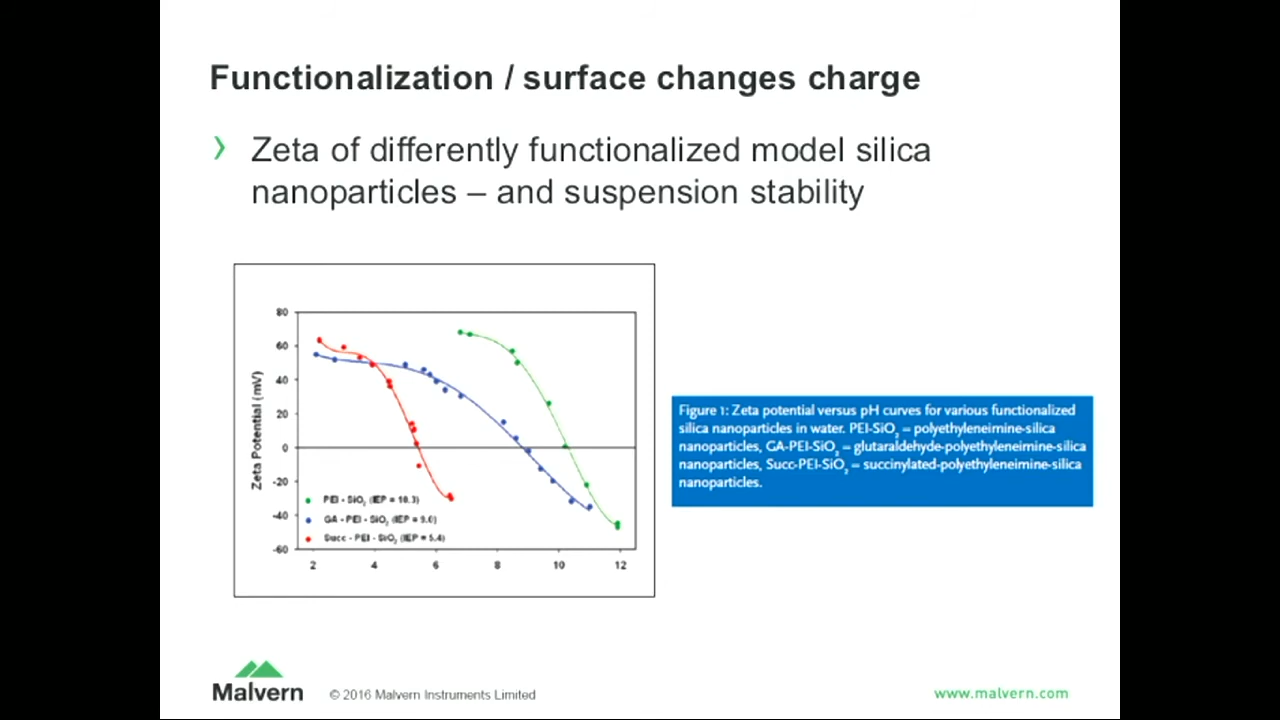 Functionalization / surface changes charge
› Zeta of differently functionalized model silica
nanoparticles – and suspension stability
Zeta Potential (mV)
80
60
40
20
0
-20
-40
-60
PEI - SiO2 (IEP = 10.3)
GA - PEI - SiO2 (IEP = 9.0)
Succ - PEI - SiO2 (IEP = 5.4)
2 4 6 8 10 12
Figure 1: Zeta potential versus pH curves for various functionalized
silica nanoparticles in water. PEI-SiO2 = polyethyleneimine-silica
nanoparticles, GA-PEI-SiO2 = glutaraldehyde-polyethyleneimine-silica
nanoparticles, Succ-PEI-SiO2 = succinylated-polyethyleneimine-silica
nanoparticles.
Malvern
© 2016 Malvern Instruments Limited
www.malvern.com